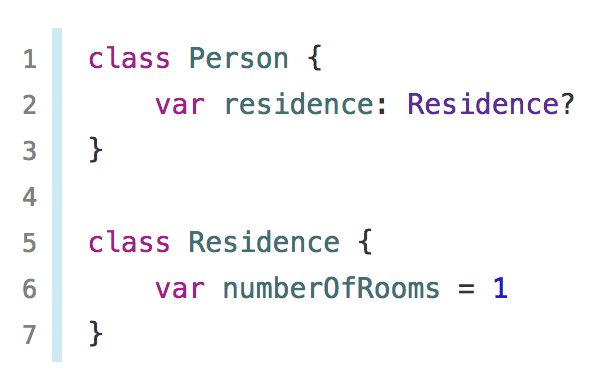 1 class Person {
2     var residence: Residence?
3 }
4
5 class Residence {
6     var numberOfRooms = 1
7 }